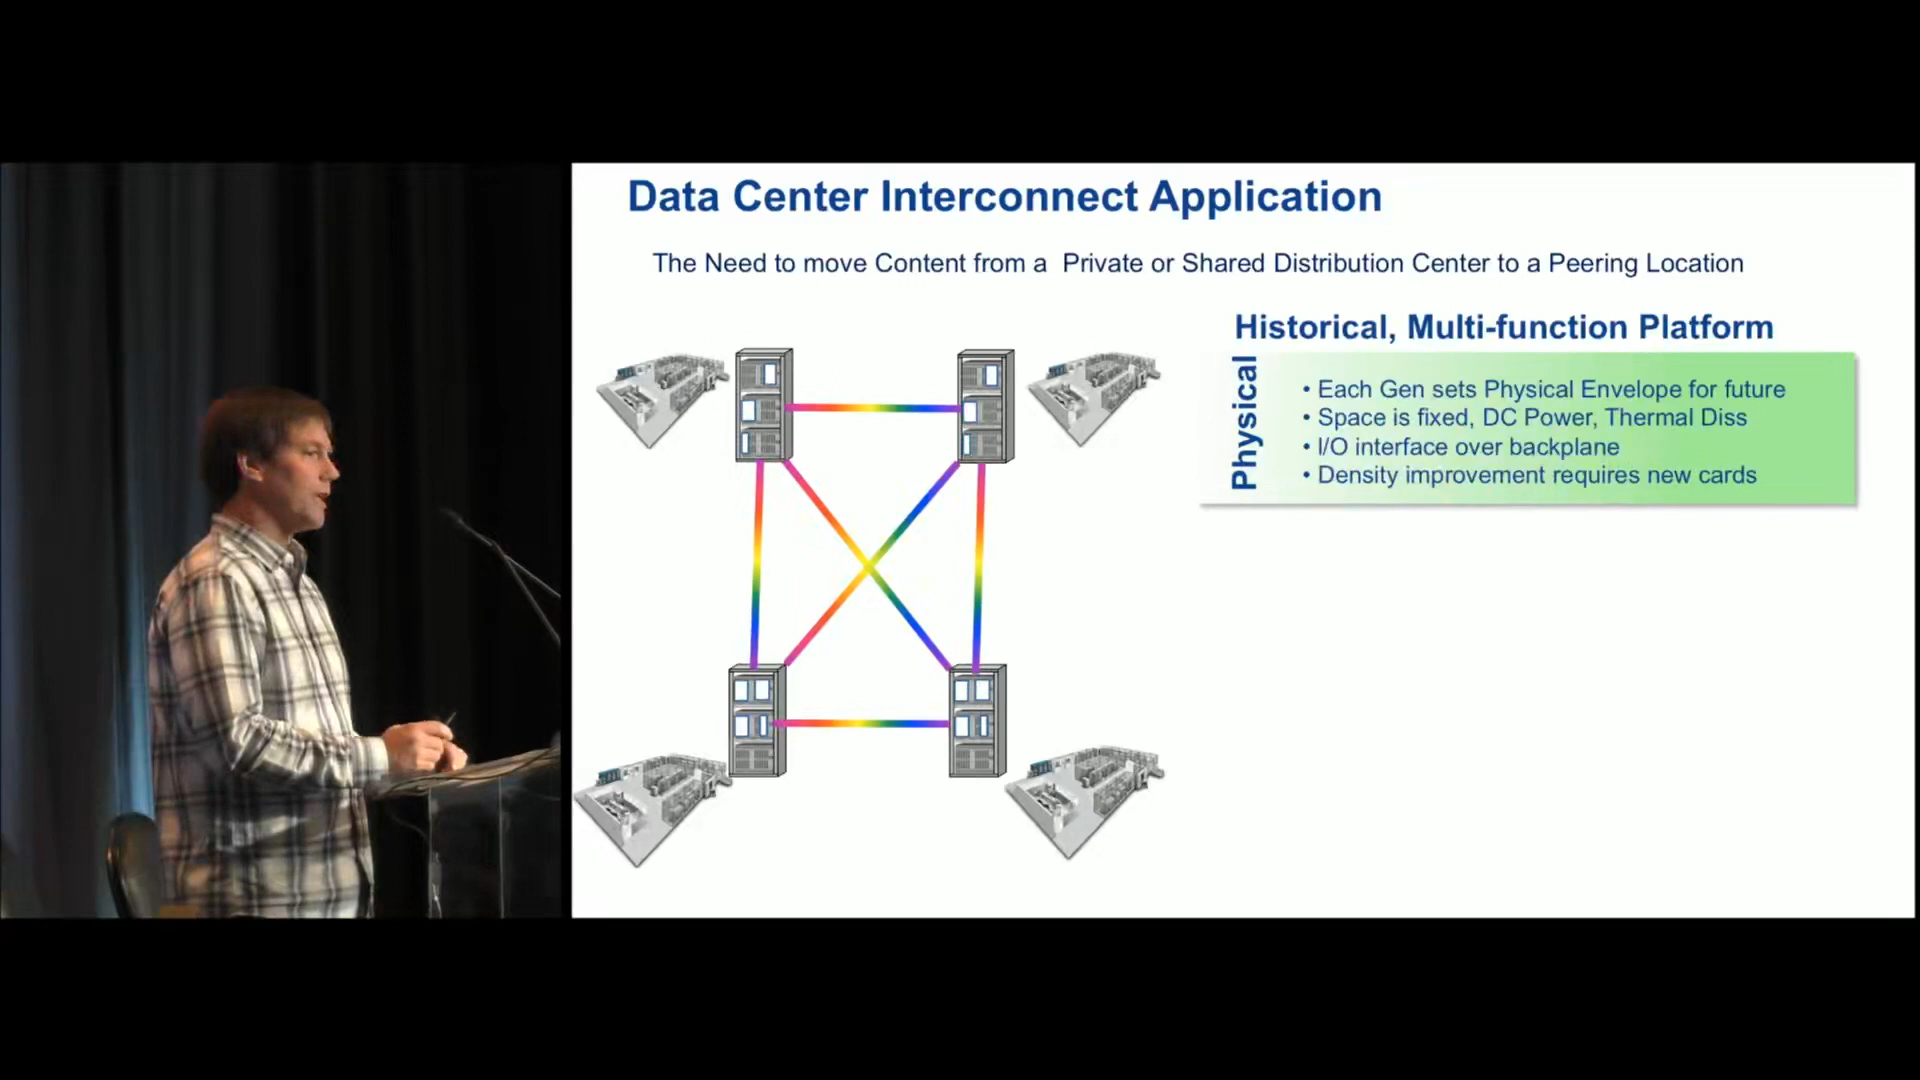 Data Center Interconnect Application
The Need to move Content from a Private or Shared Distribution Center to a Peering Location
Historical, Multi-function Platform
Physical
• Each Gen sets Physical Envelope for future
• Space is fixed, DC Power, Thermal Diss
• I/O interface over backplane
• Density improvement requires new cards